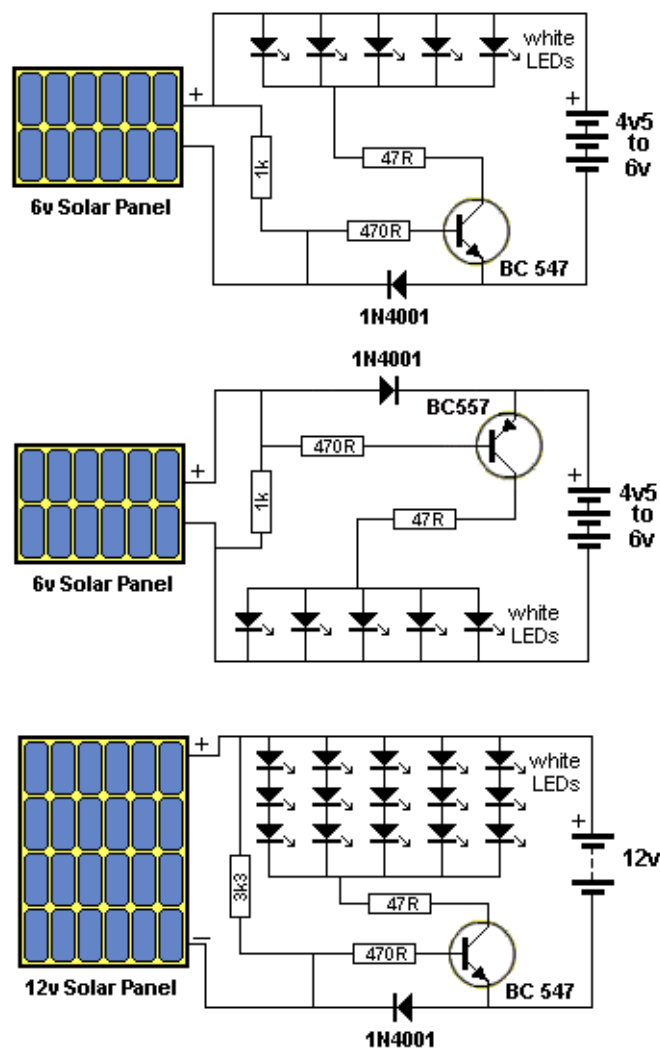 white
LEDs
+
+
4v5
to
6v
1k
47R
6v Solar Panel
470R
BC 547
1N4001
1N4001
BC557
+
470R
+
4v5
to
6v
1k
47R
6v Solar Panel
white
LEDs
+
white
LEDs
+
12v
3k3
47R
–
470R
12v Solar Panel
BC 547
1N4001